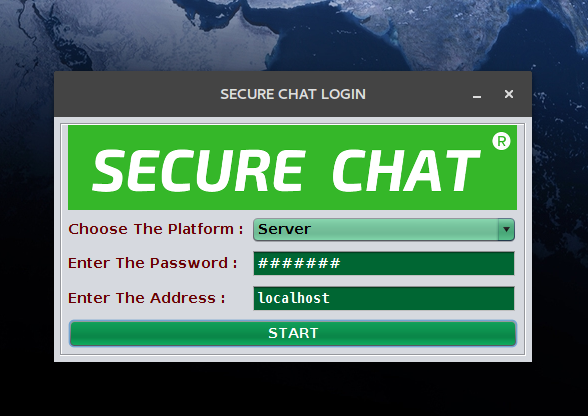 SECURE CHAT LOGIN
SECURE CHAT ®
Choose The Platform : Server
Enter The Password : #######
Enter The Address : localhost
START